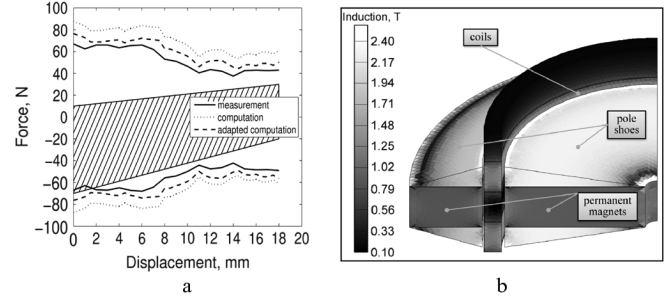 100
80
60
40
20
0
−20
−40
−60
−80
−100
0 2 4 6 8 10 12 14 16 18 20
Force, N
Displacement, mm
measurement
computation
adapted computation
a
Induction, T
2.40
2.17
1.94
1.71
1.48
1.25
1.02
0.79
0.56
0.33
0.10
coils
pole
shoes
permanent
magnets
b